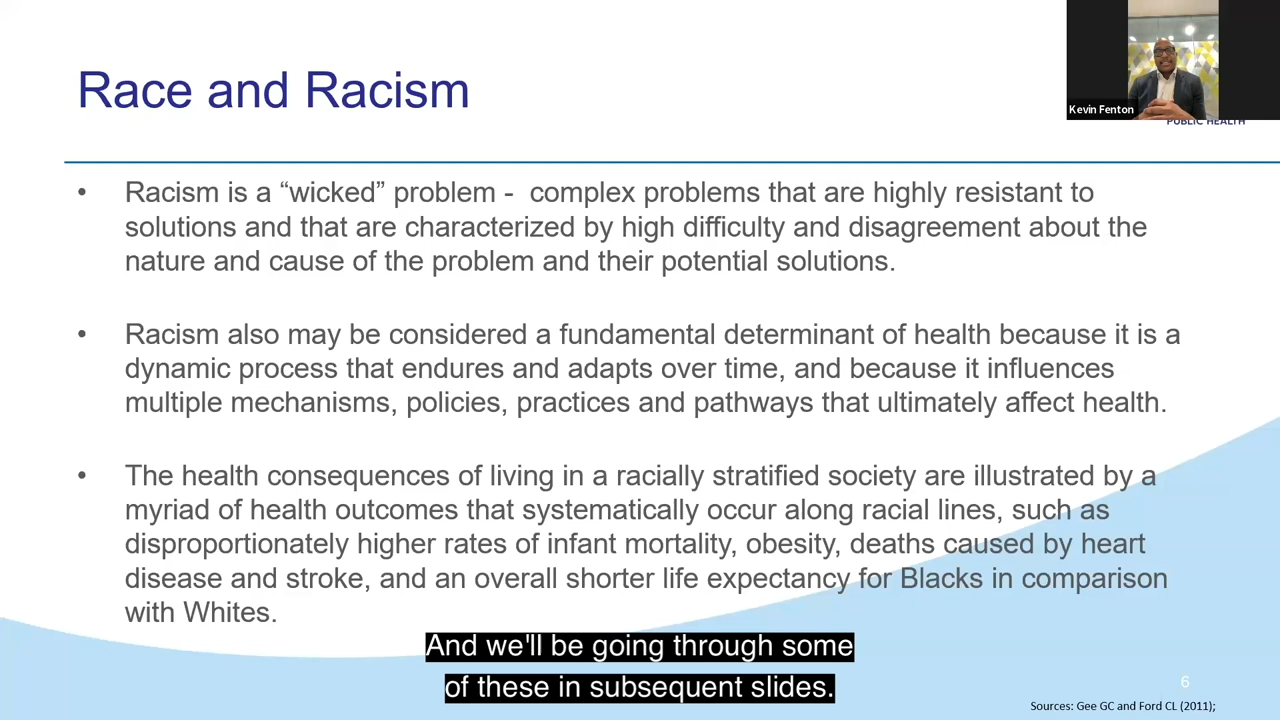 Race and Racism
Kevin Fenton
PUBLIC HEALTH
• Racism is a “wicked” problem - complex problems that are highly resistant to
solutions and that are characterized by high difficulty and disagreement about the
nature and cause of the problem and their potential solutions.
• Racism also may be considered a fundamental determinant of health because it is a
dynamic process that endures and adapts over time, and because it influences
multiple mechanisms, policies, practices and pathways that ultimately affect health.
• The health consequences of living in a racially stratified society are illustrated by a
myriad of health outcomes that systematically occur along racial lines, such as
disproportionately higher rates of infant mortality, obesity, deaths caused by heart
disease and stroke, and an overall shorter life expectancy for Blacks in comparison
with Whites.
And we'll be going through some
of these in subsequent slides.
6
Sources: Gee GC and Ford CL (2011);